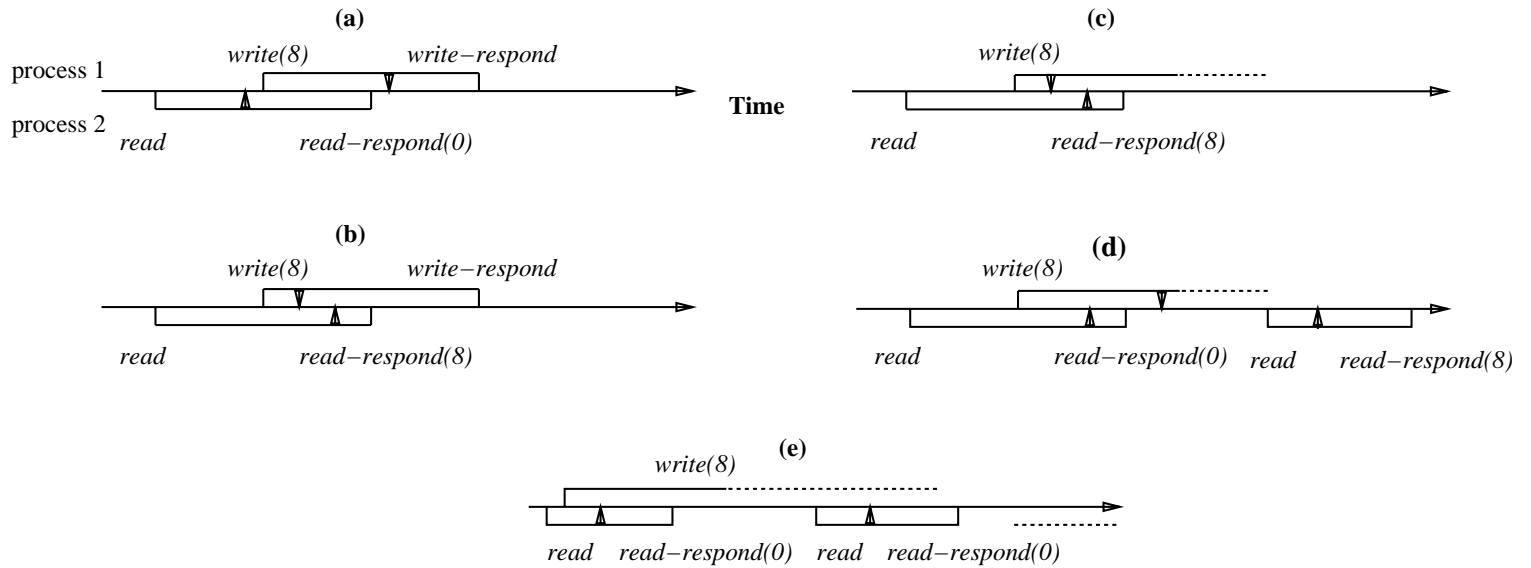 (a)
write(8) write−respond
process 1
process 2
read read−respond(0)
Time
(c)
write(8)
read read−respond(8)
(b)
write(8) write−respond
read read−respond(8)
(d)
write(8)
read read−respond(0) read read−respond(8)
(e)
write(8)
read read−respond(0) read read−respond(0)